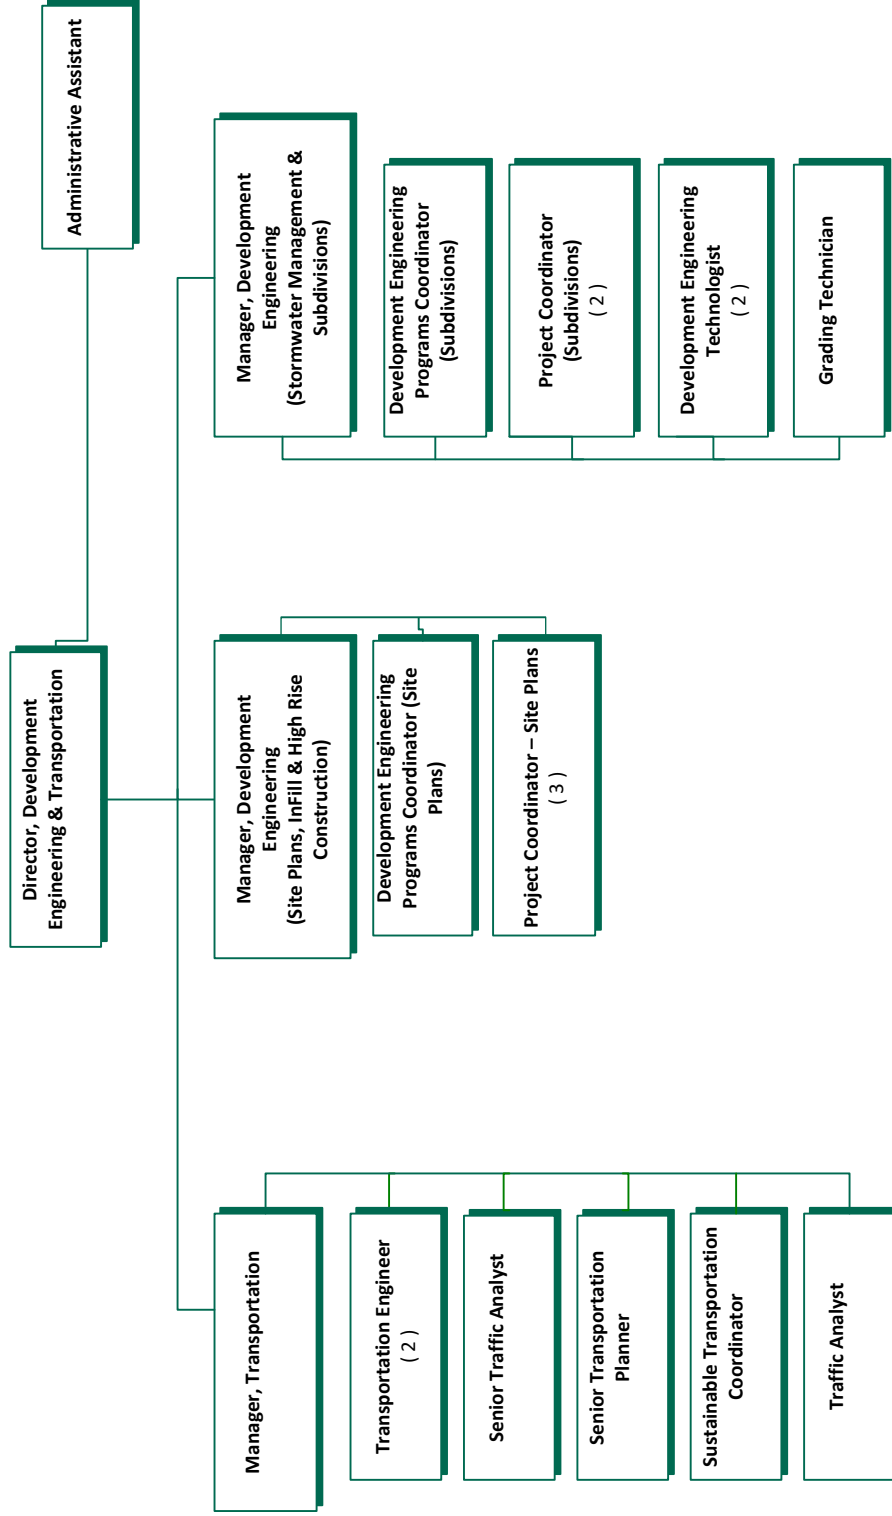 Administrative Assistant
Director, Development
Engineering & Transportation
Manager, Transportation
Transportation Engineer
( 2 )
Senior Traffic Analyst
Senior Transportation
Planner
Sustainable Transportation
Coordinator
Traffic Analyst
Manager, Development
Engineering
(Site Plans, InFill & High Rise
Construction)
Development Engineering
Programs Coordinator (Site
Plans)
Project Coordinator – Site Plans
( 3 )
Manager, Development
Engineering
(Stormwater Management &
Subdivisions)
Development Engineering
Programs Coordinator
(Subdivisions)
Project Coordinator
(Subdivisions)
( 2 )
Development Engineering
Technologist
( 2 )
Grading Technician